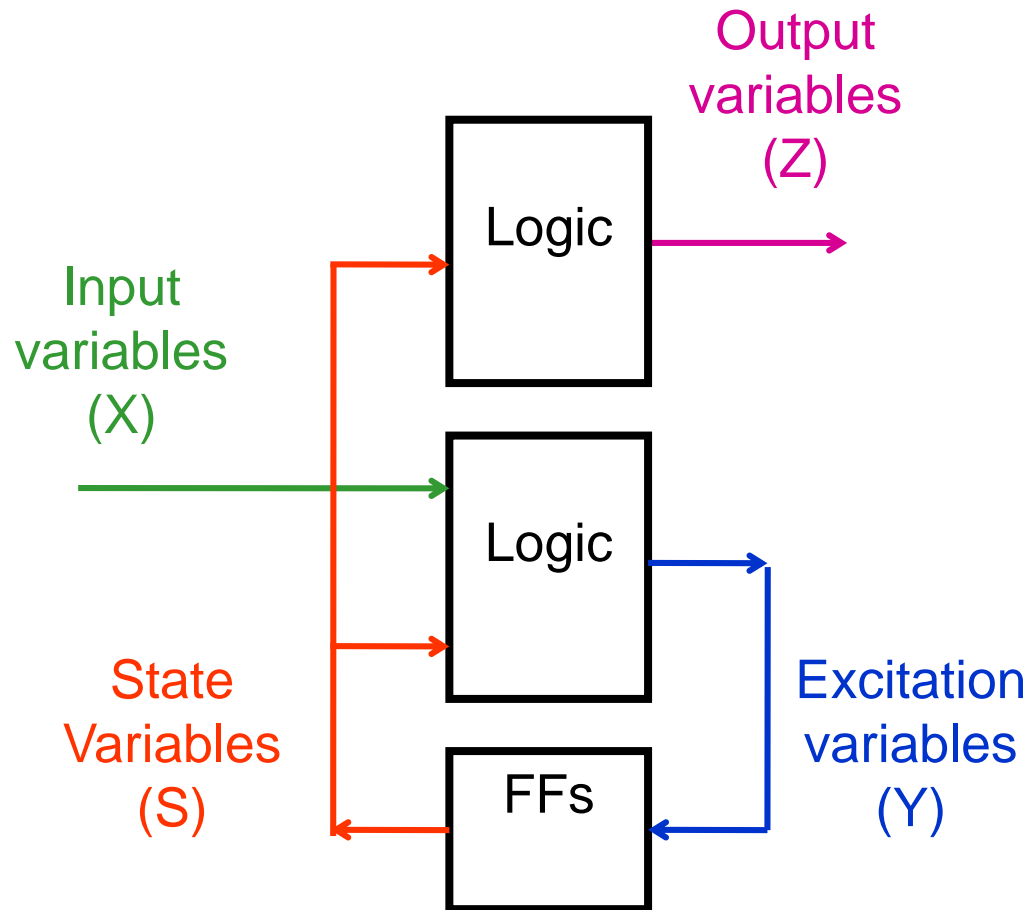 Output
variables
(Z)
Logic
Input
variables
(X)
Logic
State
Variables
(S)
Excitation
variables
(Y)
FFs